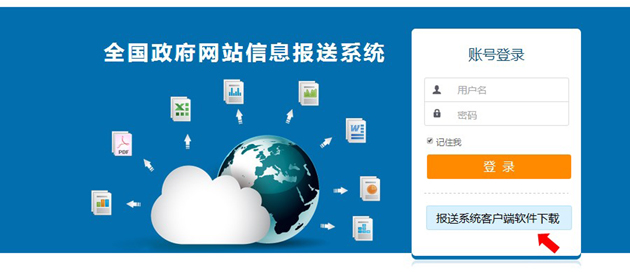 全国政府网站信息报送系统
PDF
账号登录
用户名
密码
记住我
登 录
报送系统客户端软件下载